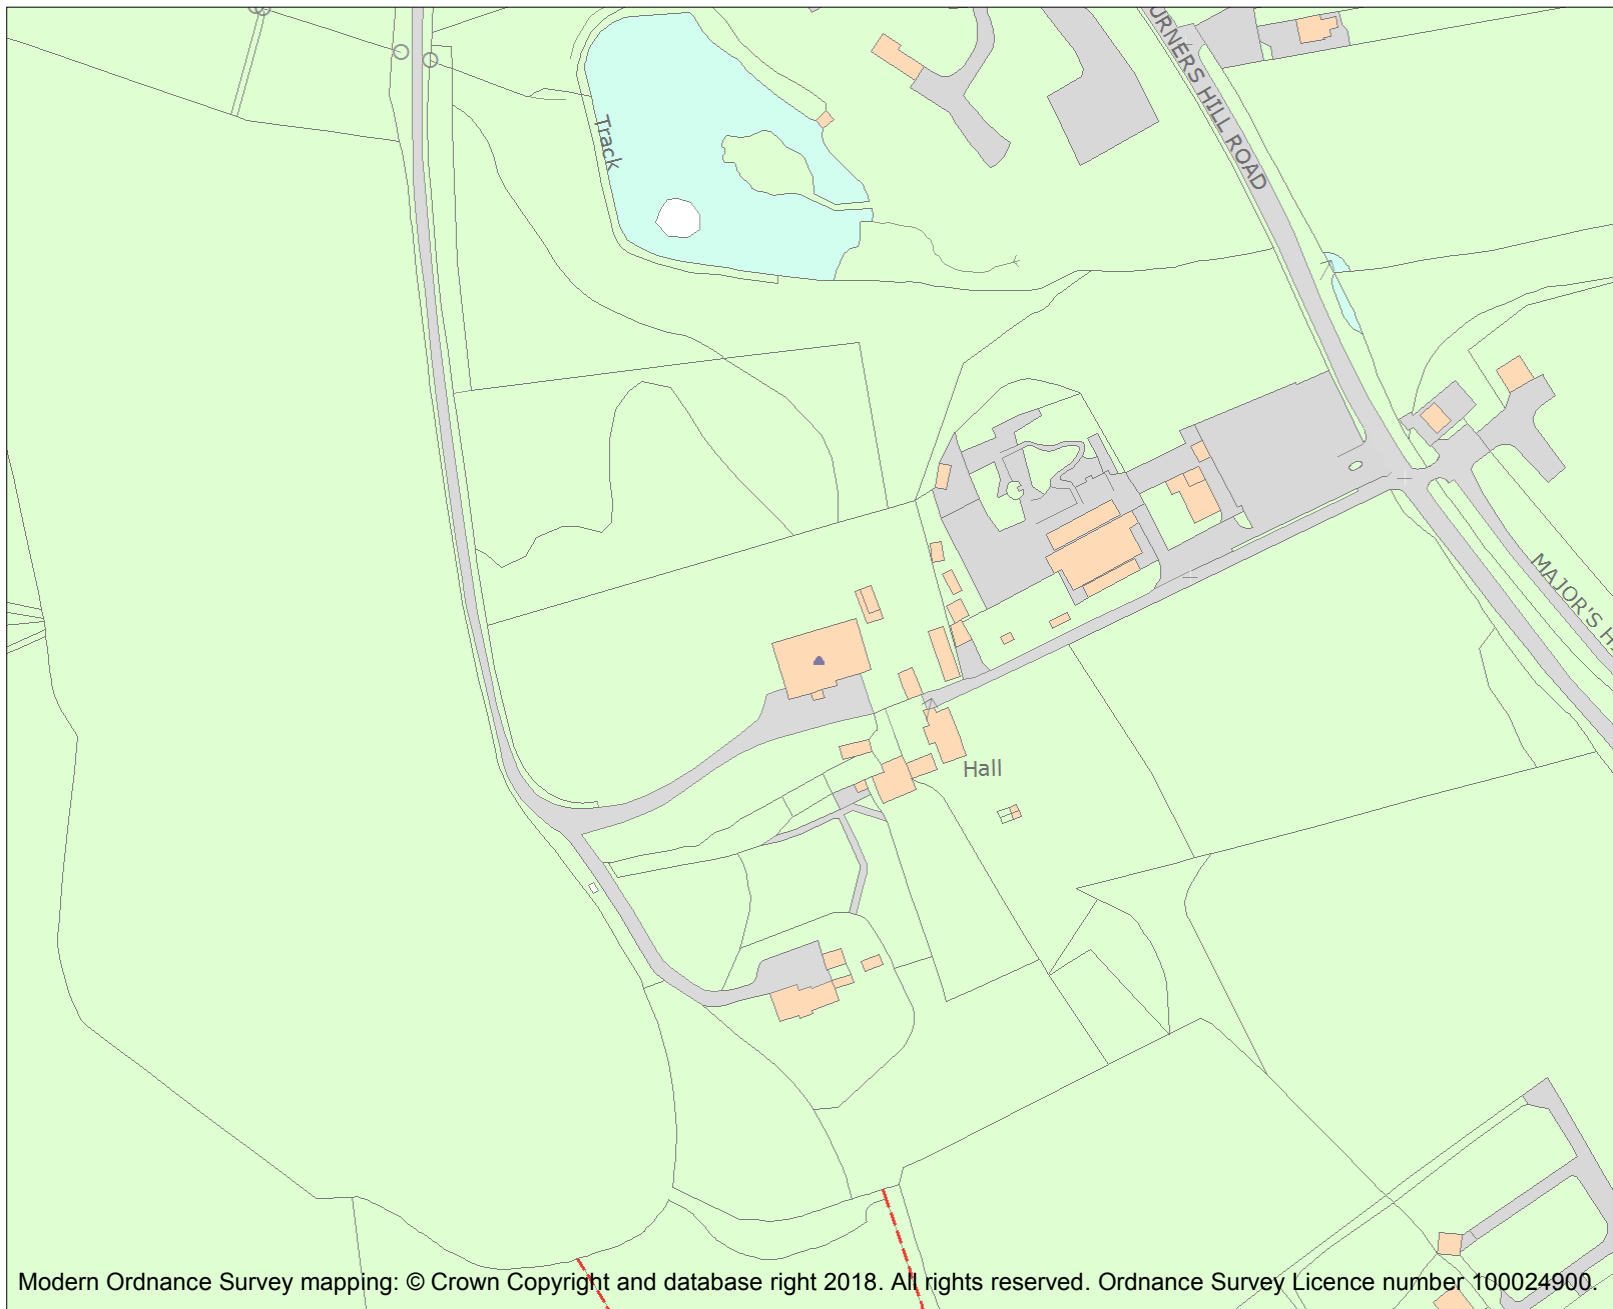 URNERS HILL ROAD
Track
MAJOR'S H
Hall
Modern Ordnance Survey mapping: © Crown Copyright and database right 2018. All rights reserved. Ordnance Survey Licence number 100024900.